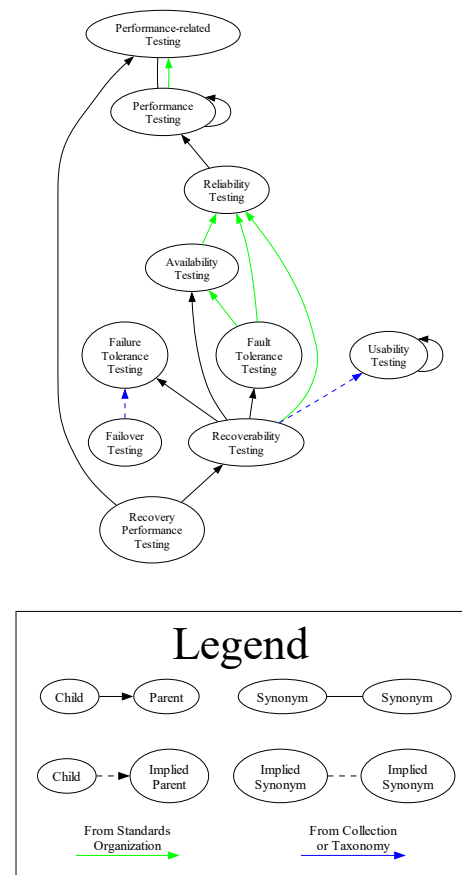 Performance-related
Testing
Performance
Testing
Reliability
Testing
Availability
Testing
Failure
Tolerance
Testing
Fault
Tolerance
Testing
Usability
Testing
Failover
Testing
Recoverability
Testing
Recovery
Performance
Testing
Legend
Child
Parent
Synonym
Synonym
Child
Implied
Parent
Implied
Synonym
Implied
Synonym
From Standards
Organization
From Collection
or Taxonomy